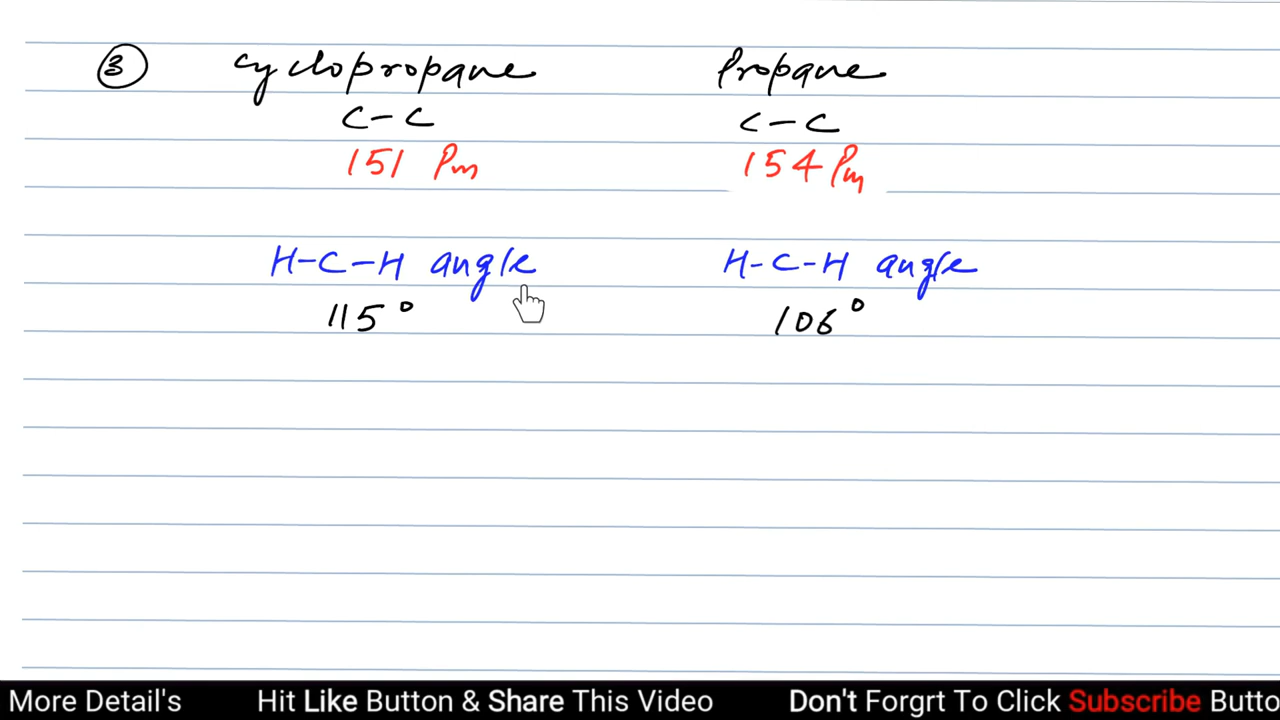 ③ Cyclopropane Propane
C-C C-C
151 Pm 154 Pm
H-C-H angle H-C-H angle
115° 106°
More Detail's Hit Like Button & Share This Video Don't Forgrt To Click Subscribe Butto